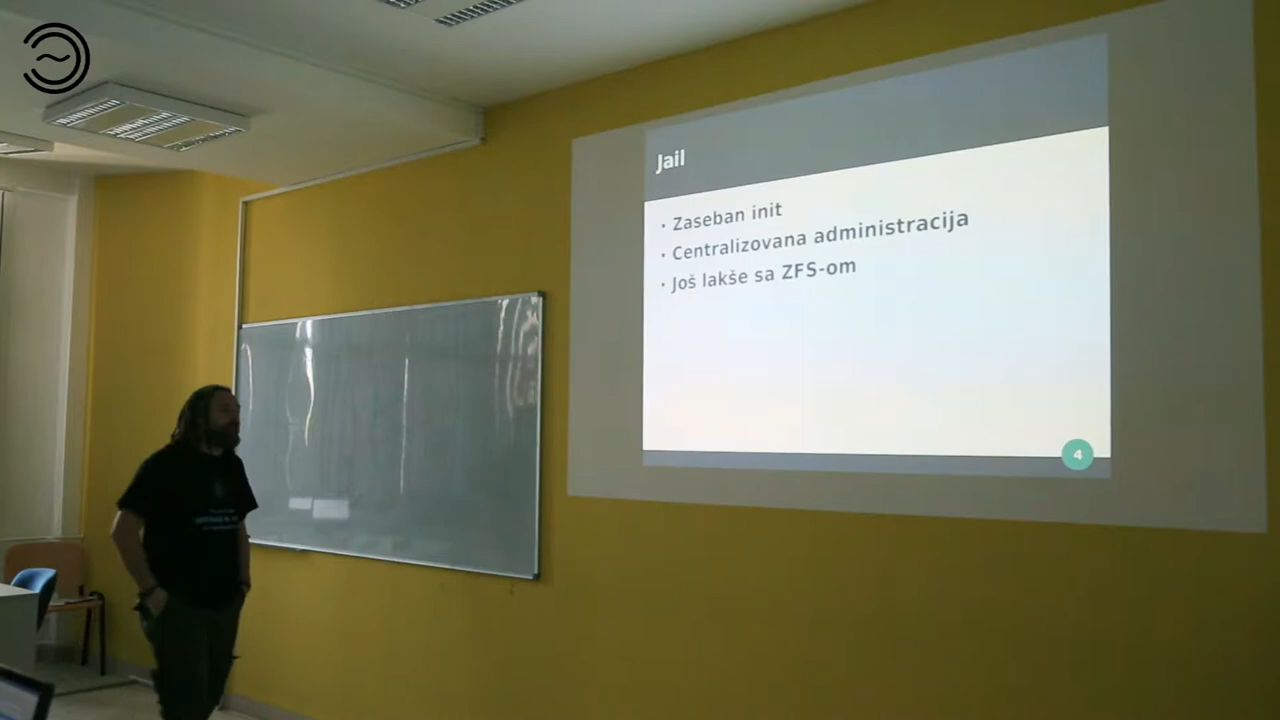 Jail
• Zaseban init
• Centralizovana administracija
• Još lakše sa ZFS-om
4